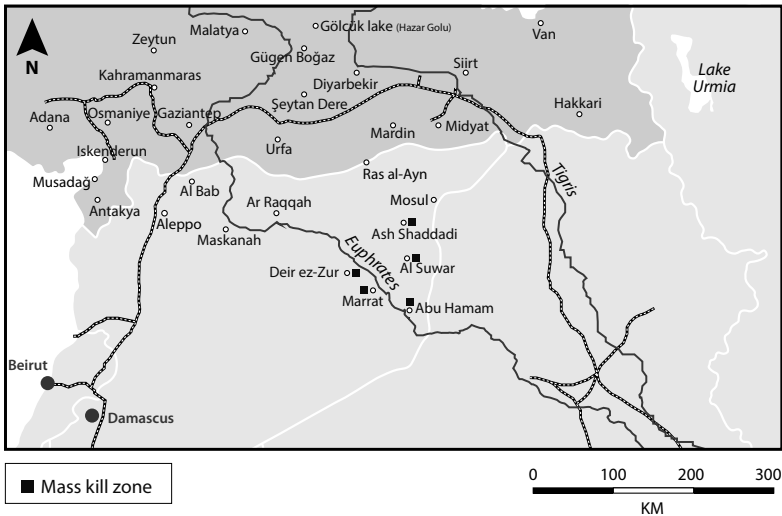 Malatya
Gölcük lake (Hazar Golu)
Van
Zeytun
Gügen Boğaz
N
Diyarbekir
Siirt
Lake
Urmia
Kahramanmaras
Şeytan Dere
Hakkari
Adana
Osmaniye
Gaziantep
Mardin
Midyat
Urfa
Iskenderun
Ras al-Ayn
Musadağ
Al Bab
Tigris
Antakya
Ar Raqqah
Mosul
Aleppo
Maskanah
Ash Shaddadi
Euphrates
Deir ez-Zur
Al Suwar
Marrat
Abu Hamam
Beirut
Damascus
Mass kill zone
0 100 200 300
KM